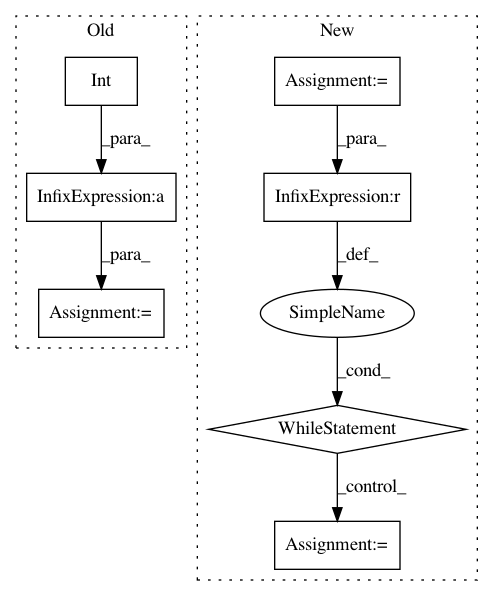 Old
Int
_para_
InfixExpression:a
_para_
Assignment:=
New
Assignment:=
_para_
InfixExpression:r
_def_
SimpleName
_cond_
WhileStatement
_control_
Assignment:=